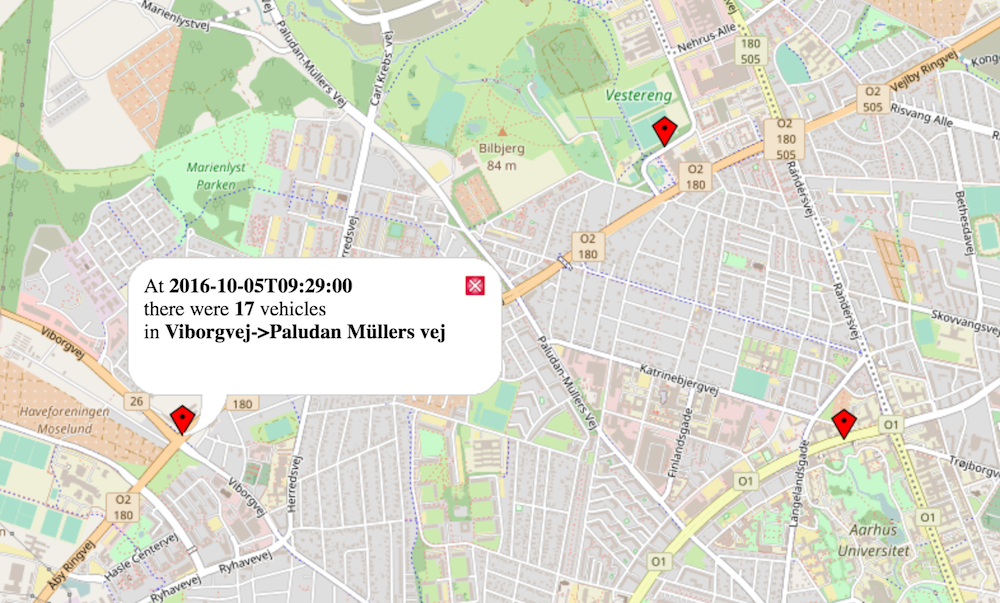 Marienlystvej
Paludan-Müllers Vej
Carl Krebs vej
Nehrus Alle
180
505
Vejlby Ringvej
O2
505
Vestereng
Risvang Alle
O2
180
505
Bilbjerg
84 m
Marienlyst
Parken
O2
180
Randersvej
Bethesdavej
O2
180
At 2016-10-05T09:29:00
there were 17 vehicles
in Viborgvej->Paludan Müllers vej
Randersvej
Skovvangsvej
Viborgvej
Paludan-Müllers Vej
Katrinebjergvej
26
180
Haveforeningen
Moselund
Finlandsgade
O1
Langelandsgade
Trøjborgvej
Herredsvej
Viborgvej
O1
O2
180
O1
Aarhus
Universitet
Hasle Centervej
Ryhavevej
O1
Åby Ringvej
Ryhavevej